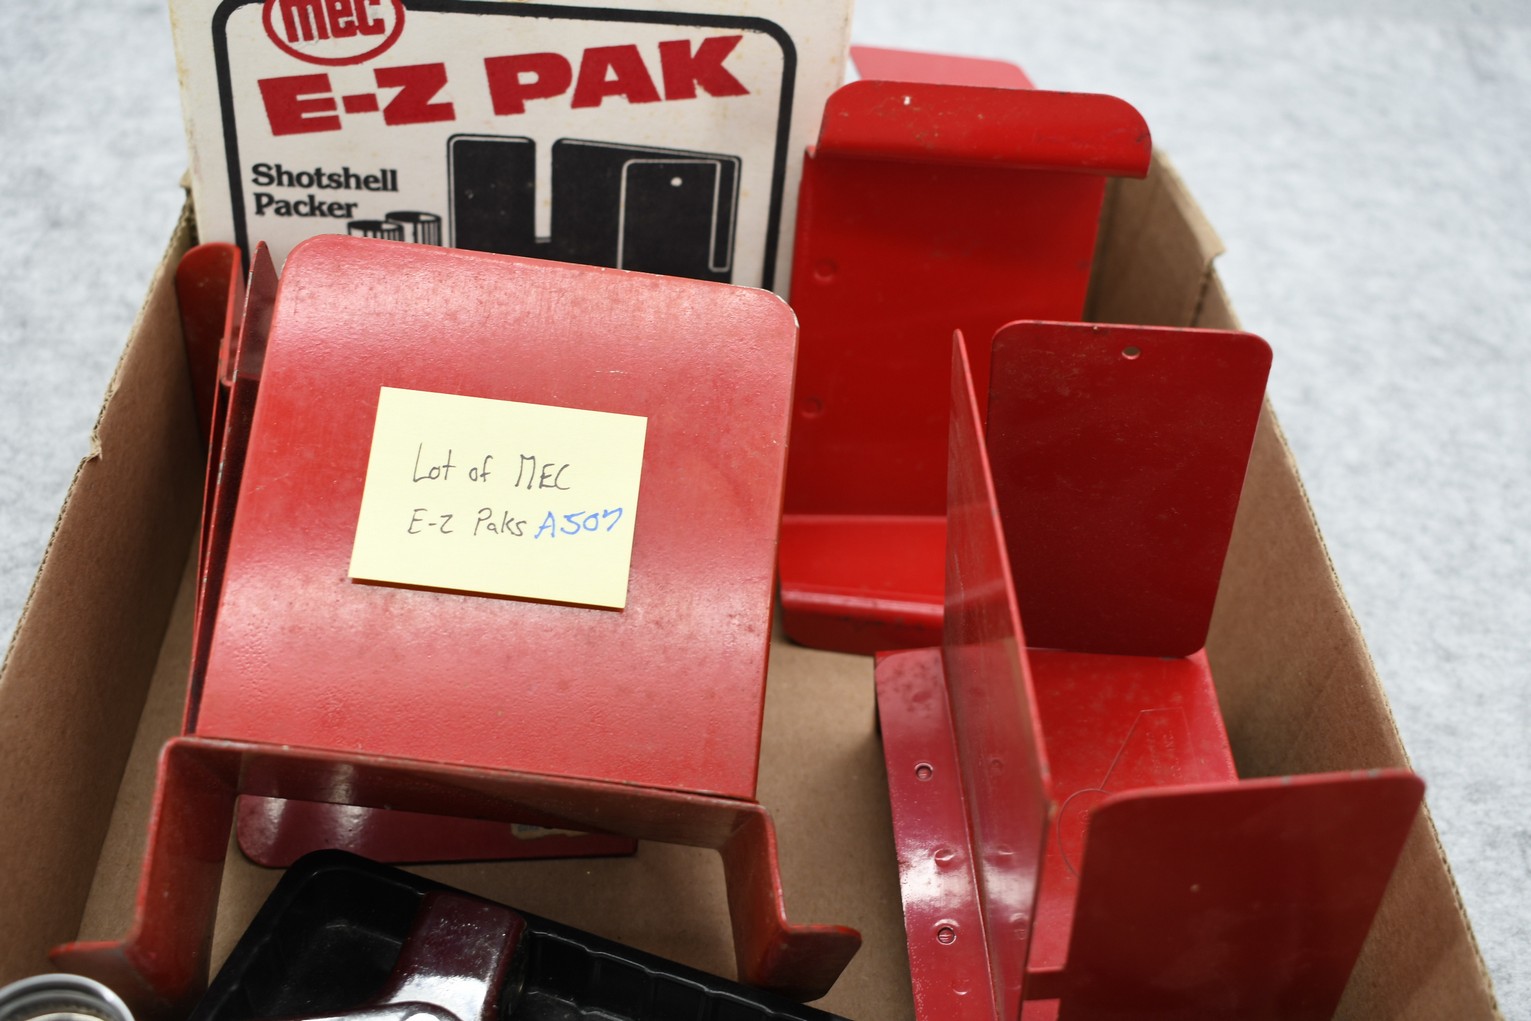 mec
E-Z PAK
Shotshell
Packer
Lot of MEC
E-Z Paks A507